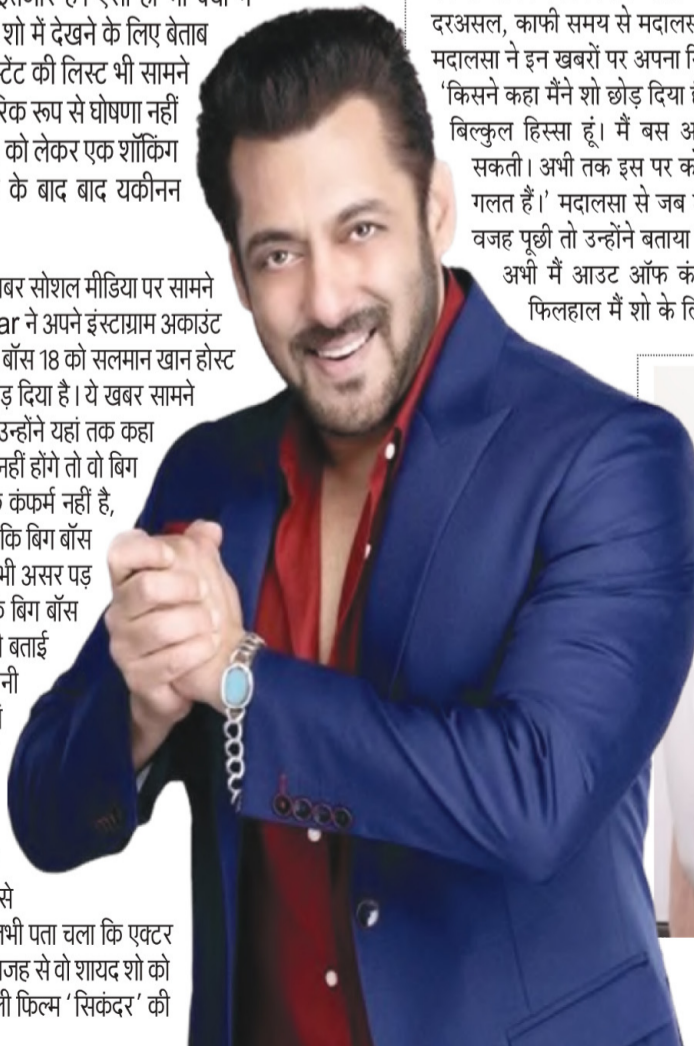 शो में देखने के लिए बेताब
टेंट की लिस्ट भी सामने
रिक रूप से घोषणा नहीं
को लेकर एक शॉकिंग
के बाद बाद यकीनन
बर सोशल मीडिया पर सामने
ar ने अपने इंस्टाग्राम अकाउंट
बॉस 18 को सलमान खान होस्ट
ड़ दिया है। ये खबर सामने
उन्होंने यहां तक कहा
नहीं होंगे तो वो बिग
कंफर्म नहीं है,
कि बिग बॉस
भी असर पड़
बिग बॉस
बताई
नी
से
तभी पता चला कि एक्टर
वजह से वो शायद शो को
ली फिल्म 'सिकंदर' की
दरअसल, काफी समय से मदालस
मदालसा ने इन खबरों पर अपना
'किसने कहा मैंने शो छोड़ दिया
बिल्कुल हिस्सा हूं। मैं बस अ
सकती। अभी तक इस पर क
गलत हैं।' मदालसा से जब
वजह पूछी तो उन्होंने बताया
अभी मैं आउट ऑफ कं
फिलहाल मैं शो के लि